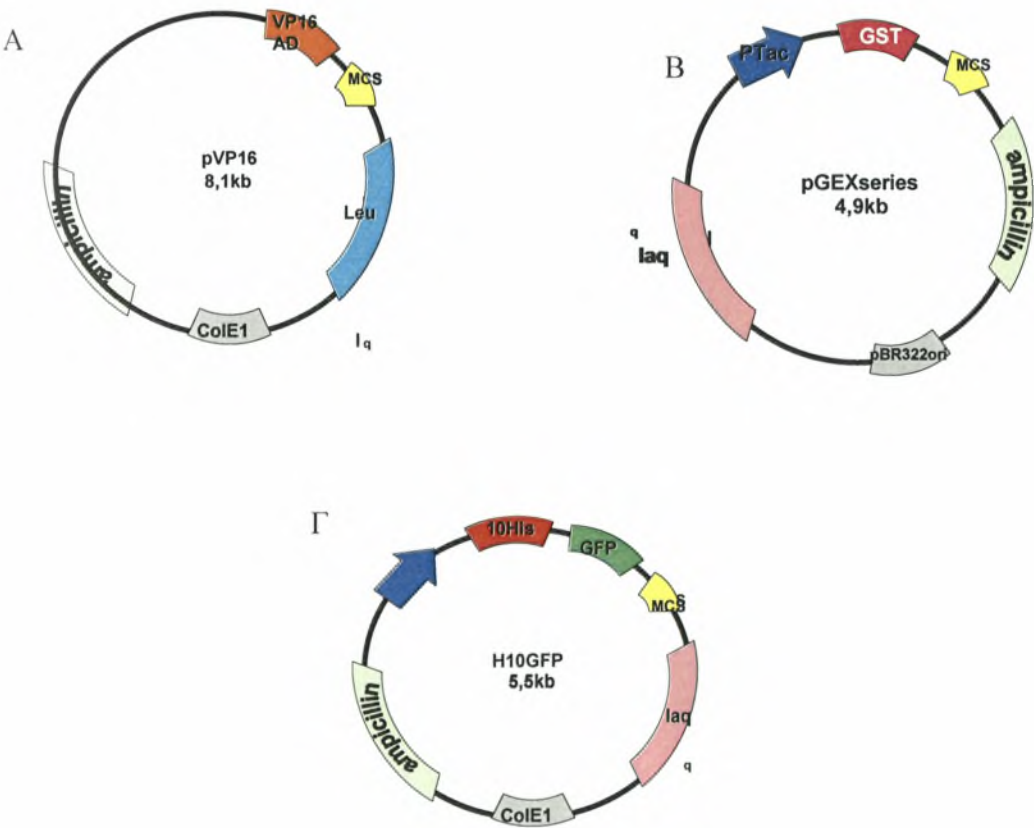 A
VP16
AD
MCS
pVP16
8,1kb
Leu
ampicillin
ColE1
I q
B
PTac
GST
MCS
ampicillin
pGEXseries
4,9kb
q
laq
I
pBR322ori
Γ
10His
GFP
MCS
S
H10GFP
5,5kb
laq
q
ampicillin
ColE1